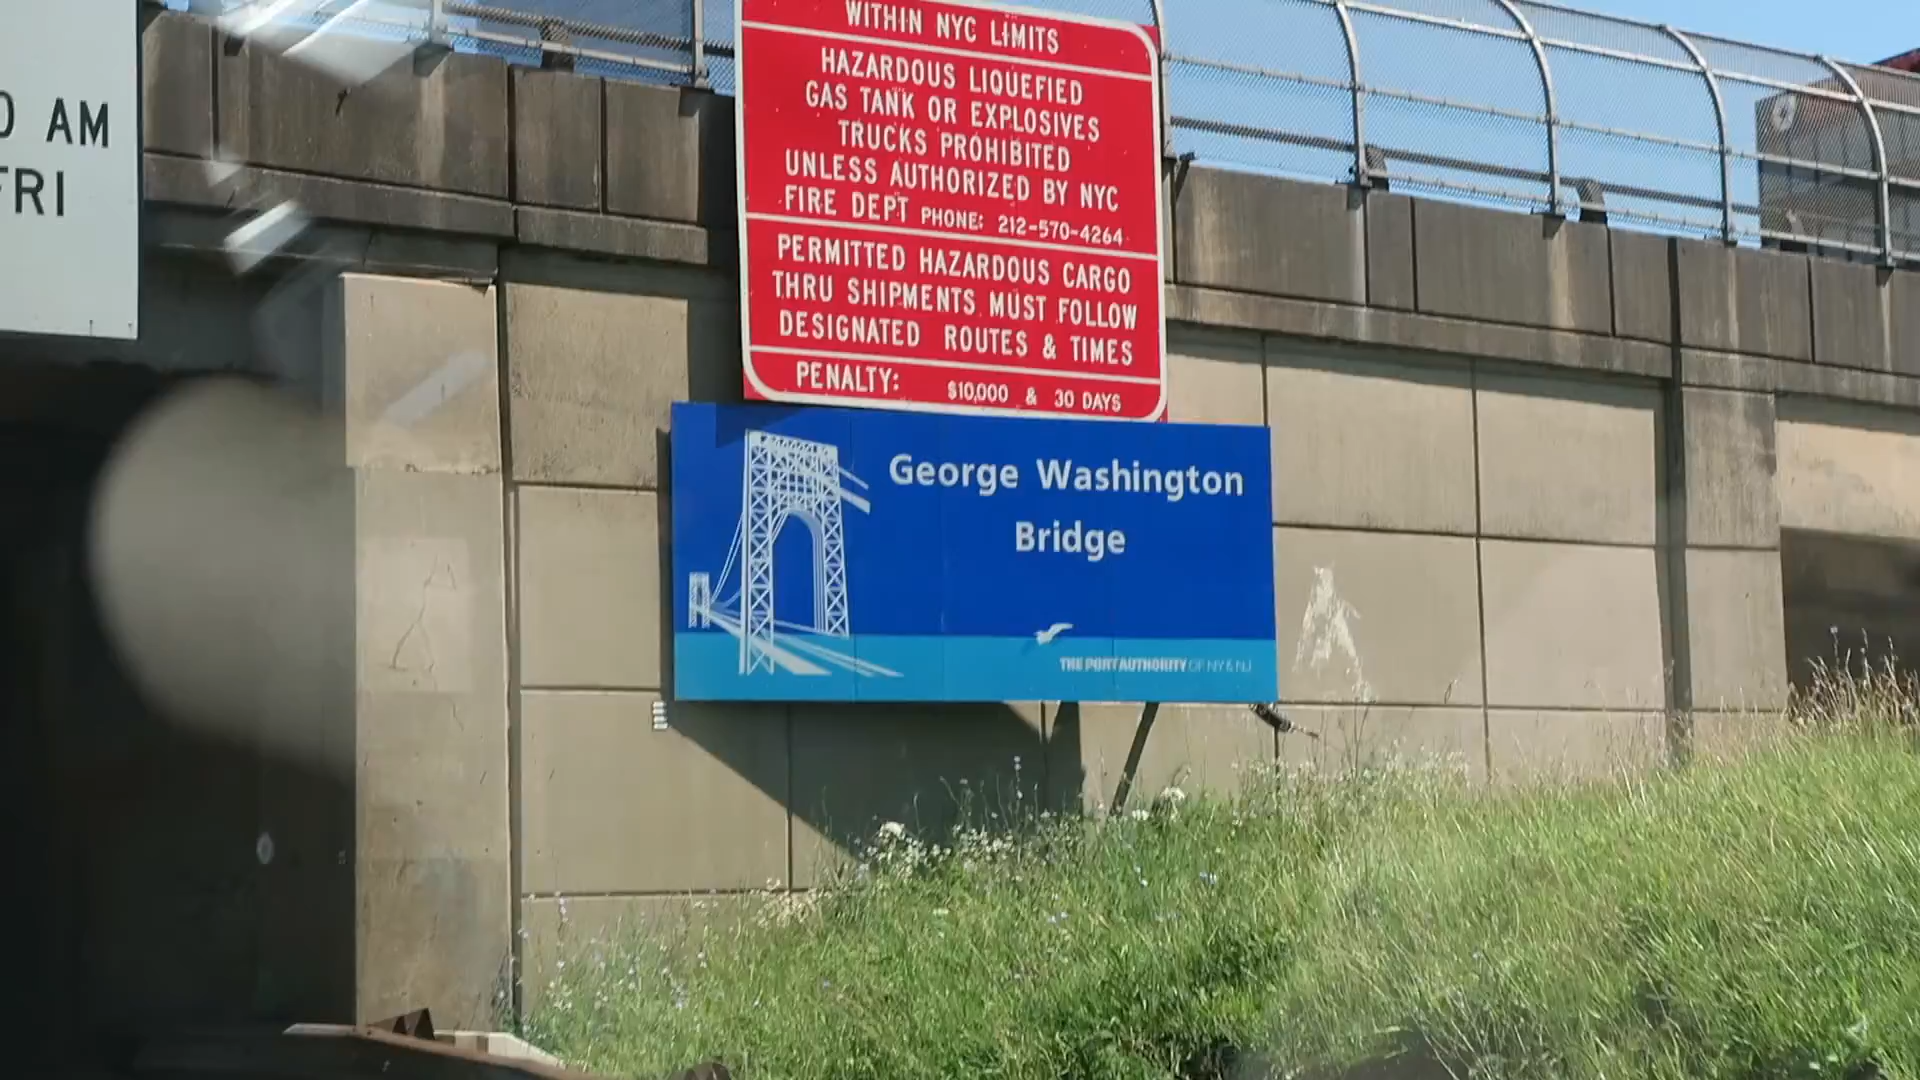 AM
FRI
WITHIN NYC LIMITS
HAZARDOUS LIQUEFIED
GAS TANK OR EXPLOSIVES
TRUCKS PROHIBITED
UNLESS AUTHORIZED BY NYC
FIRE DEPT PHONE: 212-570-4264
PERMITTED HAZARDOUS CARGO
THRU SHIPMENTS MUST FOLLOW
DESIGNATED ROUTES & TIMES
PENALTY: $10,000 & 30 DAYS
George Washington
Bridge
THE PORT AUTHORITY OF NY & NJ